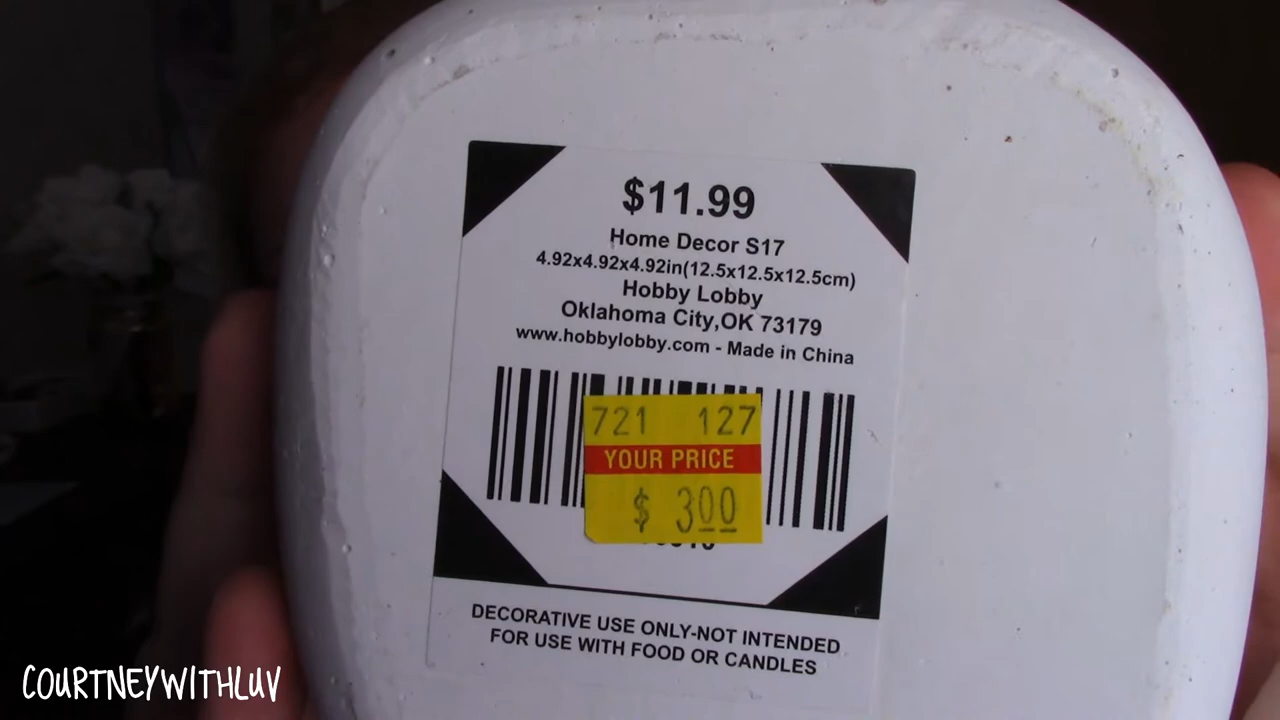 $11.99
Home Decor S17
4.92x4.92x4.92in(12.5x12.5x12.5cm)
Hobby Lobby
Oklahoma City,OK 73179
www.hobbylobby.com - Made in China
721 127
YOUR PRICE
$ 300
DECORATIVE USE ONLY-NOT INTENDED
FOR USE WITH FOOD OR CANDLES
COURTNEYWITHLUV